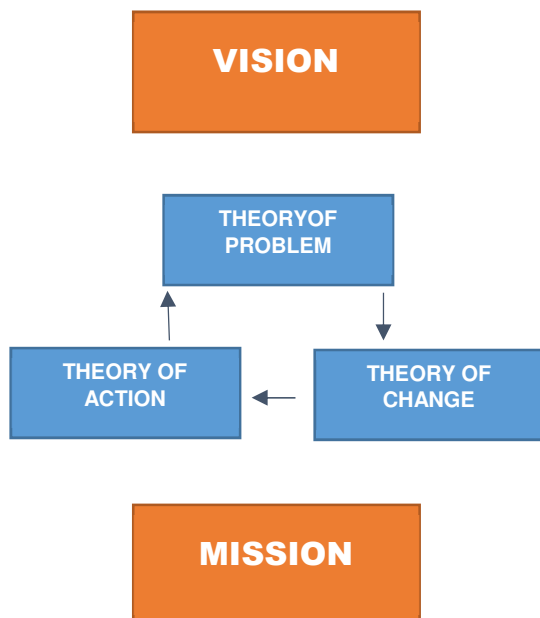 VISION
THEORYOF
PROBLEM
THEORY OF
ACTION
THEORY OF
CHANGE
MISSION